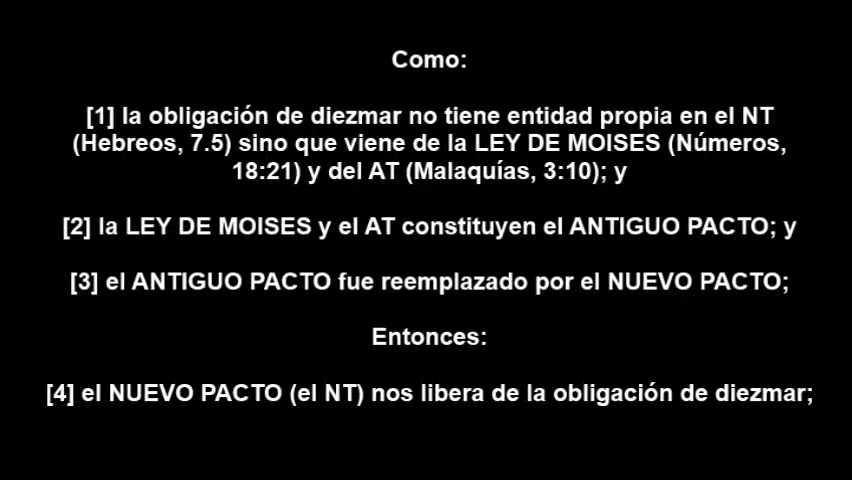 Como:
[1] la obligación de diezmar no tiene entidad propia en el NT
(Hebreos, 7.5) sino que viene de la LEY DE MOISES (Números,
18:21) y del AT (Malaquías, 3:10); y
[2] la LEY DE MOISES y el AT constituyen el ANTIGUO PACTO; y
[3] el ANTIGUO PACTO fue reemplazado por el NUEVO PACTO;
Entonces:
[4] el NUEVO PACTO (el NT) nos libera de la obligación de diezmar;